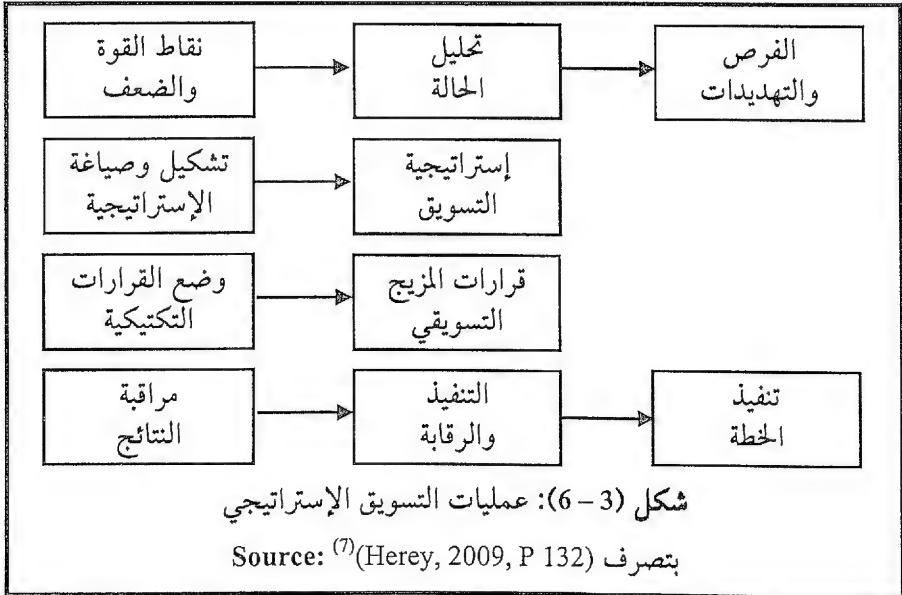 نقاط القوة
والضعف
تحليل
الحالة
الفرص
والتهديدات
تشكيل وصياغة
الإستراتيجية
إستراتيجية
التسويق
وضع القرارات
التكتيكية
قرارات المزيج
التسويقي
مراقبة
النتائج
التنفيذ
والرقابة
تنفيذ
الخطة
شكل (3 – 6): عمليات التسويق الإستراتيجي
Source: (7)(Herey, 2009, P 132) بتصرف